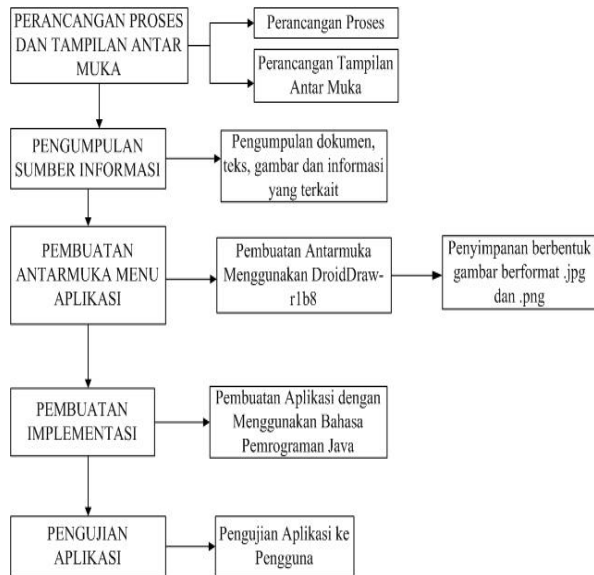 PERANCANGAN PROSES
DAN TAMPILAN ANTAR
MUKA
Perancangan Proses
Perancangan Tampilan
Antar Muka
PENGUMPULAN
SUMBER INFORMASI
Pengumpulan dokumen,
teks, gambar dan informasi
yang terkait
PEMBUATAN
ANTARMUKA MENU
APLIKASI
Pembuatan Antarmuka
Menggunakan DroidDraw-
r1b8
Penyimpanan berbentuk
gambar berformat .jpg
dan .png
PEMBUATAN
IMPLEMENTASI
Pembuatan Aplikasi dengan
Menggunakan Bahasa
Pemrograman Java
PENGUJIAN
APLIKASI
Pengujian Aplikasi ke
Pengguna